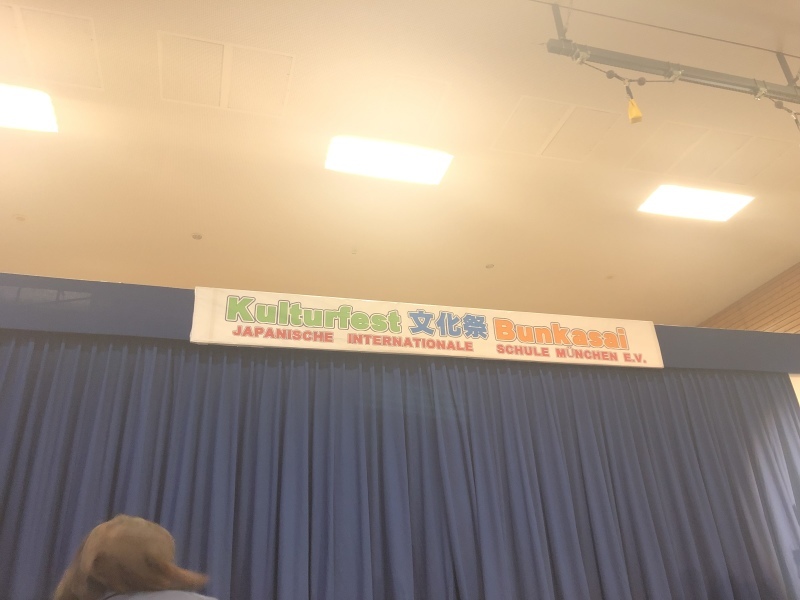 Kulturfest 文化祭 Bunkasai
JAPANISCHE INTERNATIONALE SCHULE MÜNCHEN E.V.